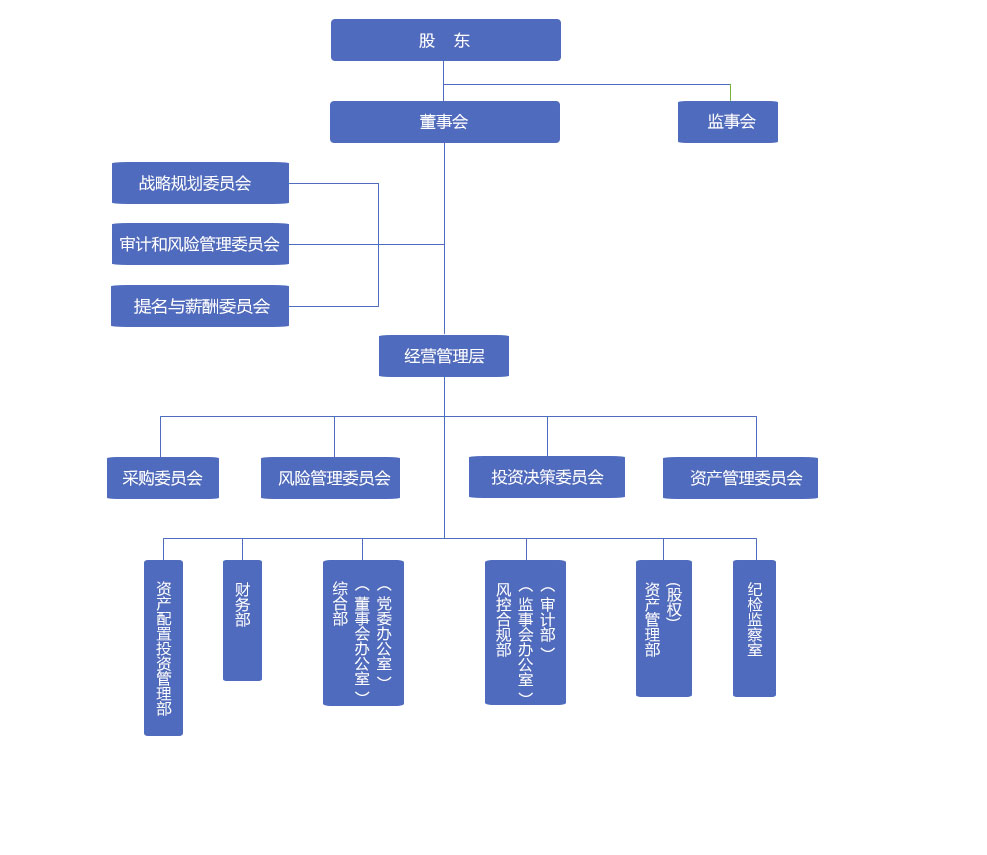 股 东
董事会
监事会
战略规划委员会
审计和风险管理委员会
提名与薪酬委员会
经营管理层
采购委员会
风险管理委员会
投资决策委员会
资产管理委员会
资产配置投资管理部
财务部
综合部
（董事会办公室）
（党委办公室）
风控合规部
（监事会办公室）
（审计部）
资产管理部
(股权)
纪检监察室